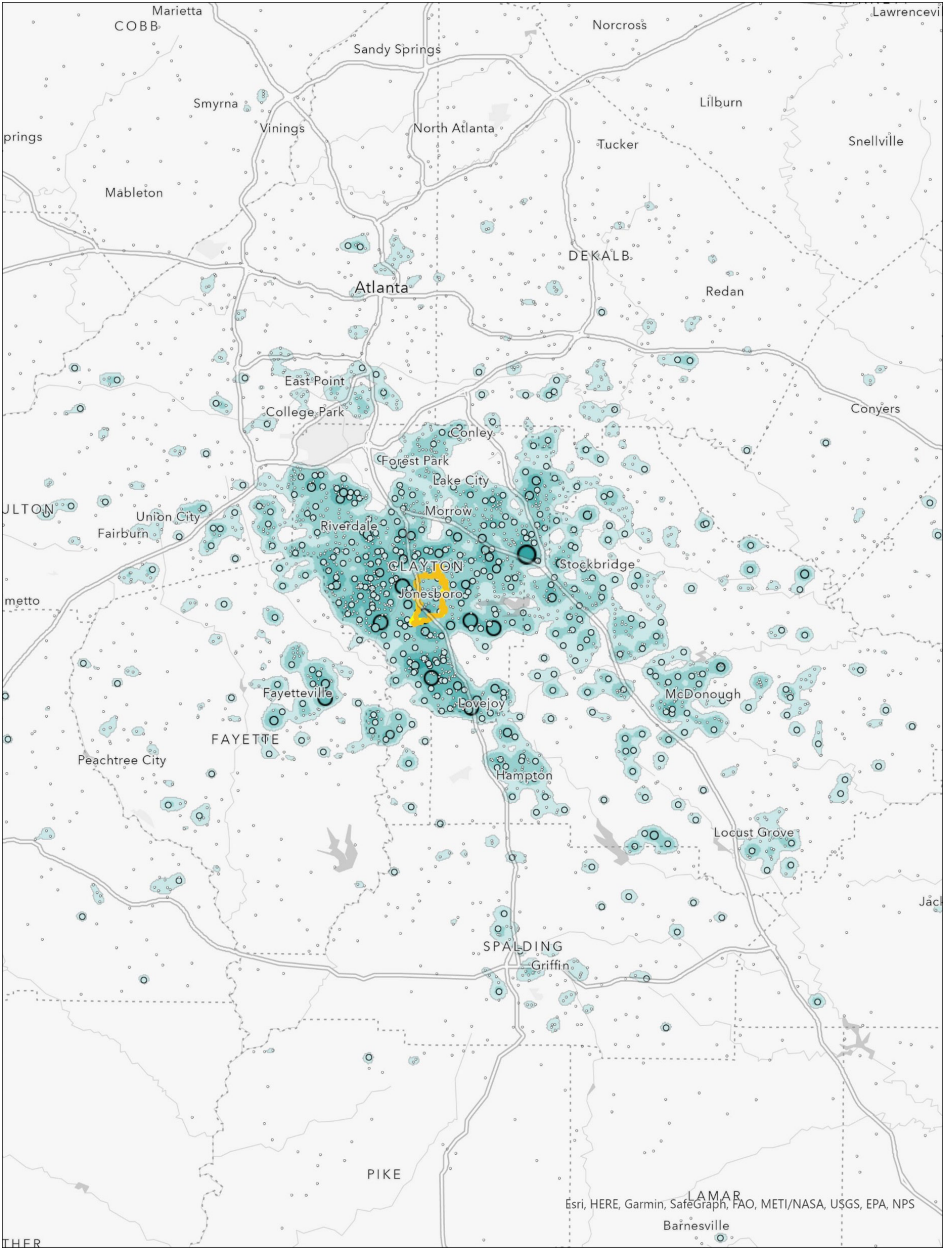 Marietta
COBB
Norcross
Lawrencevi
Sandy Springs
Smyrna
Lilburn
Vinings
North Atlanta
prings
Tucker
Snellville
Mableton
DEKALB
Atlanta
Redan
East Point
College Park
Conyers
Conley
Forest Park
Lake City
ULTON
Union City
Morrow
Riverdale
Fairburn
CLAYTON
Stockbridge
Jonesboro
metto
Fayetteville
McDonough
Lovejoy
FAYETTE
Peachtree City
Hampton
Locust Grove
Jack
SPALDING
Griffin
PIKE
LAMAR
Esri, HERE, Garmin, SafeGraph, FAO, METI/NASA, USGS, EPA, NPS
Barnesville
THER